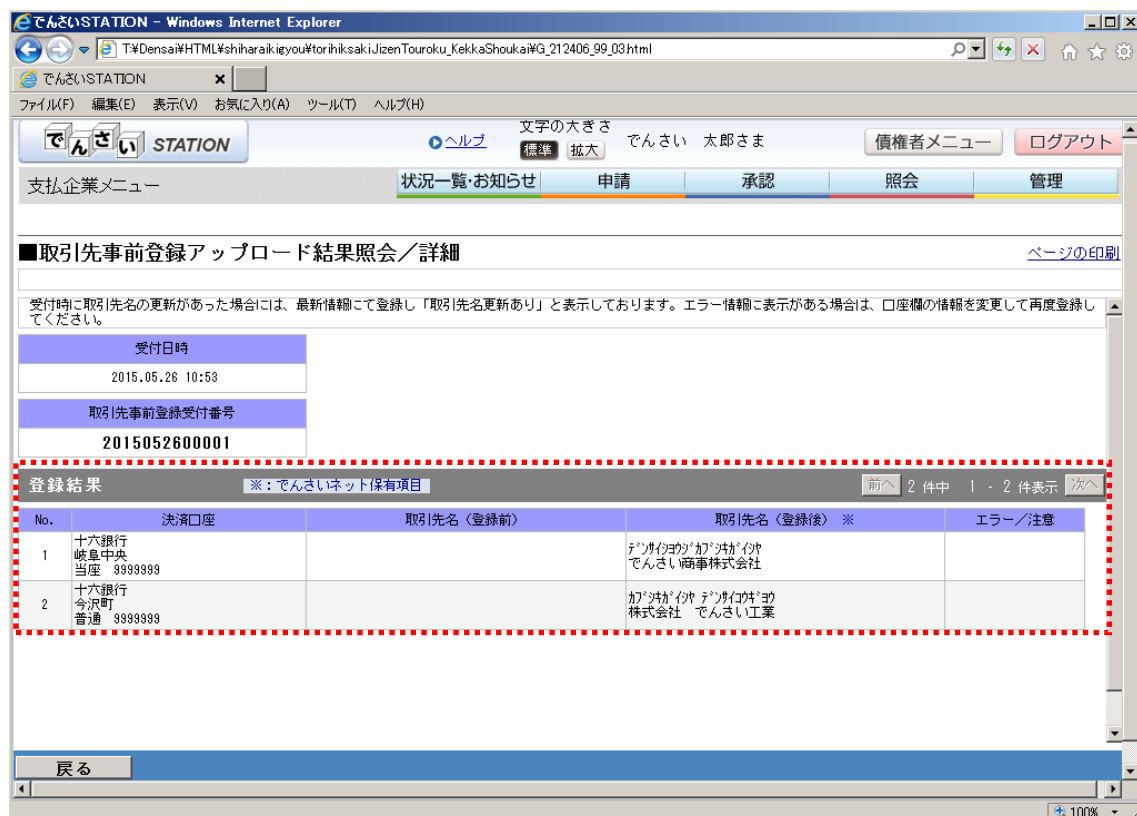 でんさいSTATION - Windows Internet Explorer
T:¥Densai¥HTML¥shiharaikigyou¥torihiksakiJizenTouroku_KekkaShoukai¥G_212406_99_03.html
でんさいSTATION
ファイル(F) 編集(E) 表示(V) お気に入り(A) ツール(T) ヘルプ(H)
でんさい STATION
ヘルプ
文字の大きさ
標準 拡大
でんさい 太郎さま
債権者メニュー
ログアウト
支払企業メニュー
状況一覧・お知らせ 申請 承認 照会 管理
■取引先事前登録アップロード結果照会／詳細
ページの印刷
受付時に取引先名の更新があった場合には、最新情報にて登録し「取引先名更新あり」と表示しております。エラー情報に表示がある場合は、口座欄の情報を変更して再度登録し
てください。
受付日時
2015.05.26 10:53
取引先事前登録受付番号
2015052600001
登録結果 ※：でんさいネット保有項目 前へ 2 件中 1 - 2 件表示 次へ
No. 決済口座 取引先名（登録前） 取引先名（登録後） ※ エラー／注意
1
十六銀行
岐阜中央
当座 9999999
ﾃﾞﾝｻｲｼﾖｳｼﾞｶﾌﾞｼｷｶﾞｲｼﾔ
でんさい商事株式会社
2
十六銀行
今沢町
普通 9999999
ｶﾌﾞｼｷｶﾞｲｼﾔ ﾃﾞﾝｻｲｺｳｷﾞﾖｳ
株式会社 でんさい工業
戻る
100%